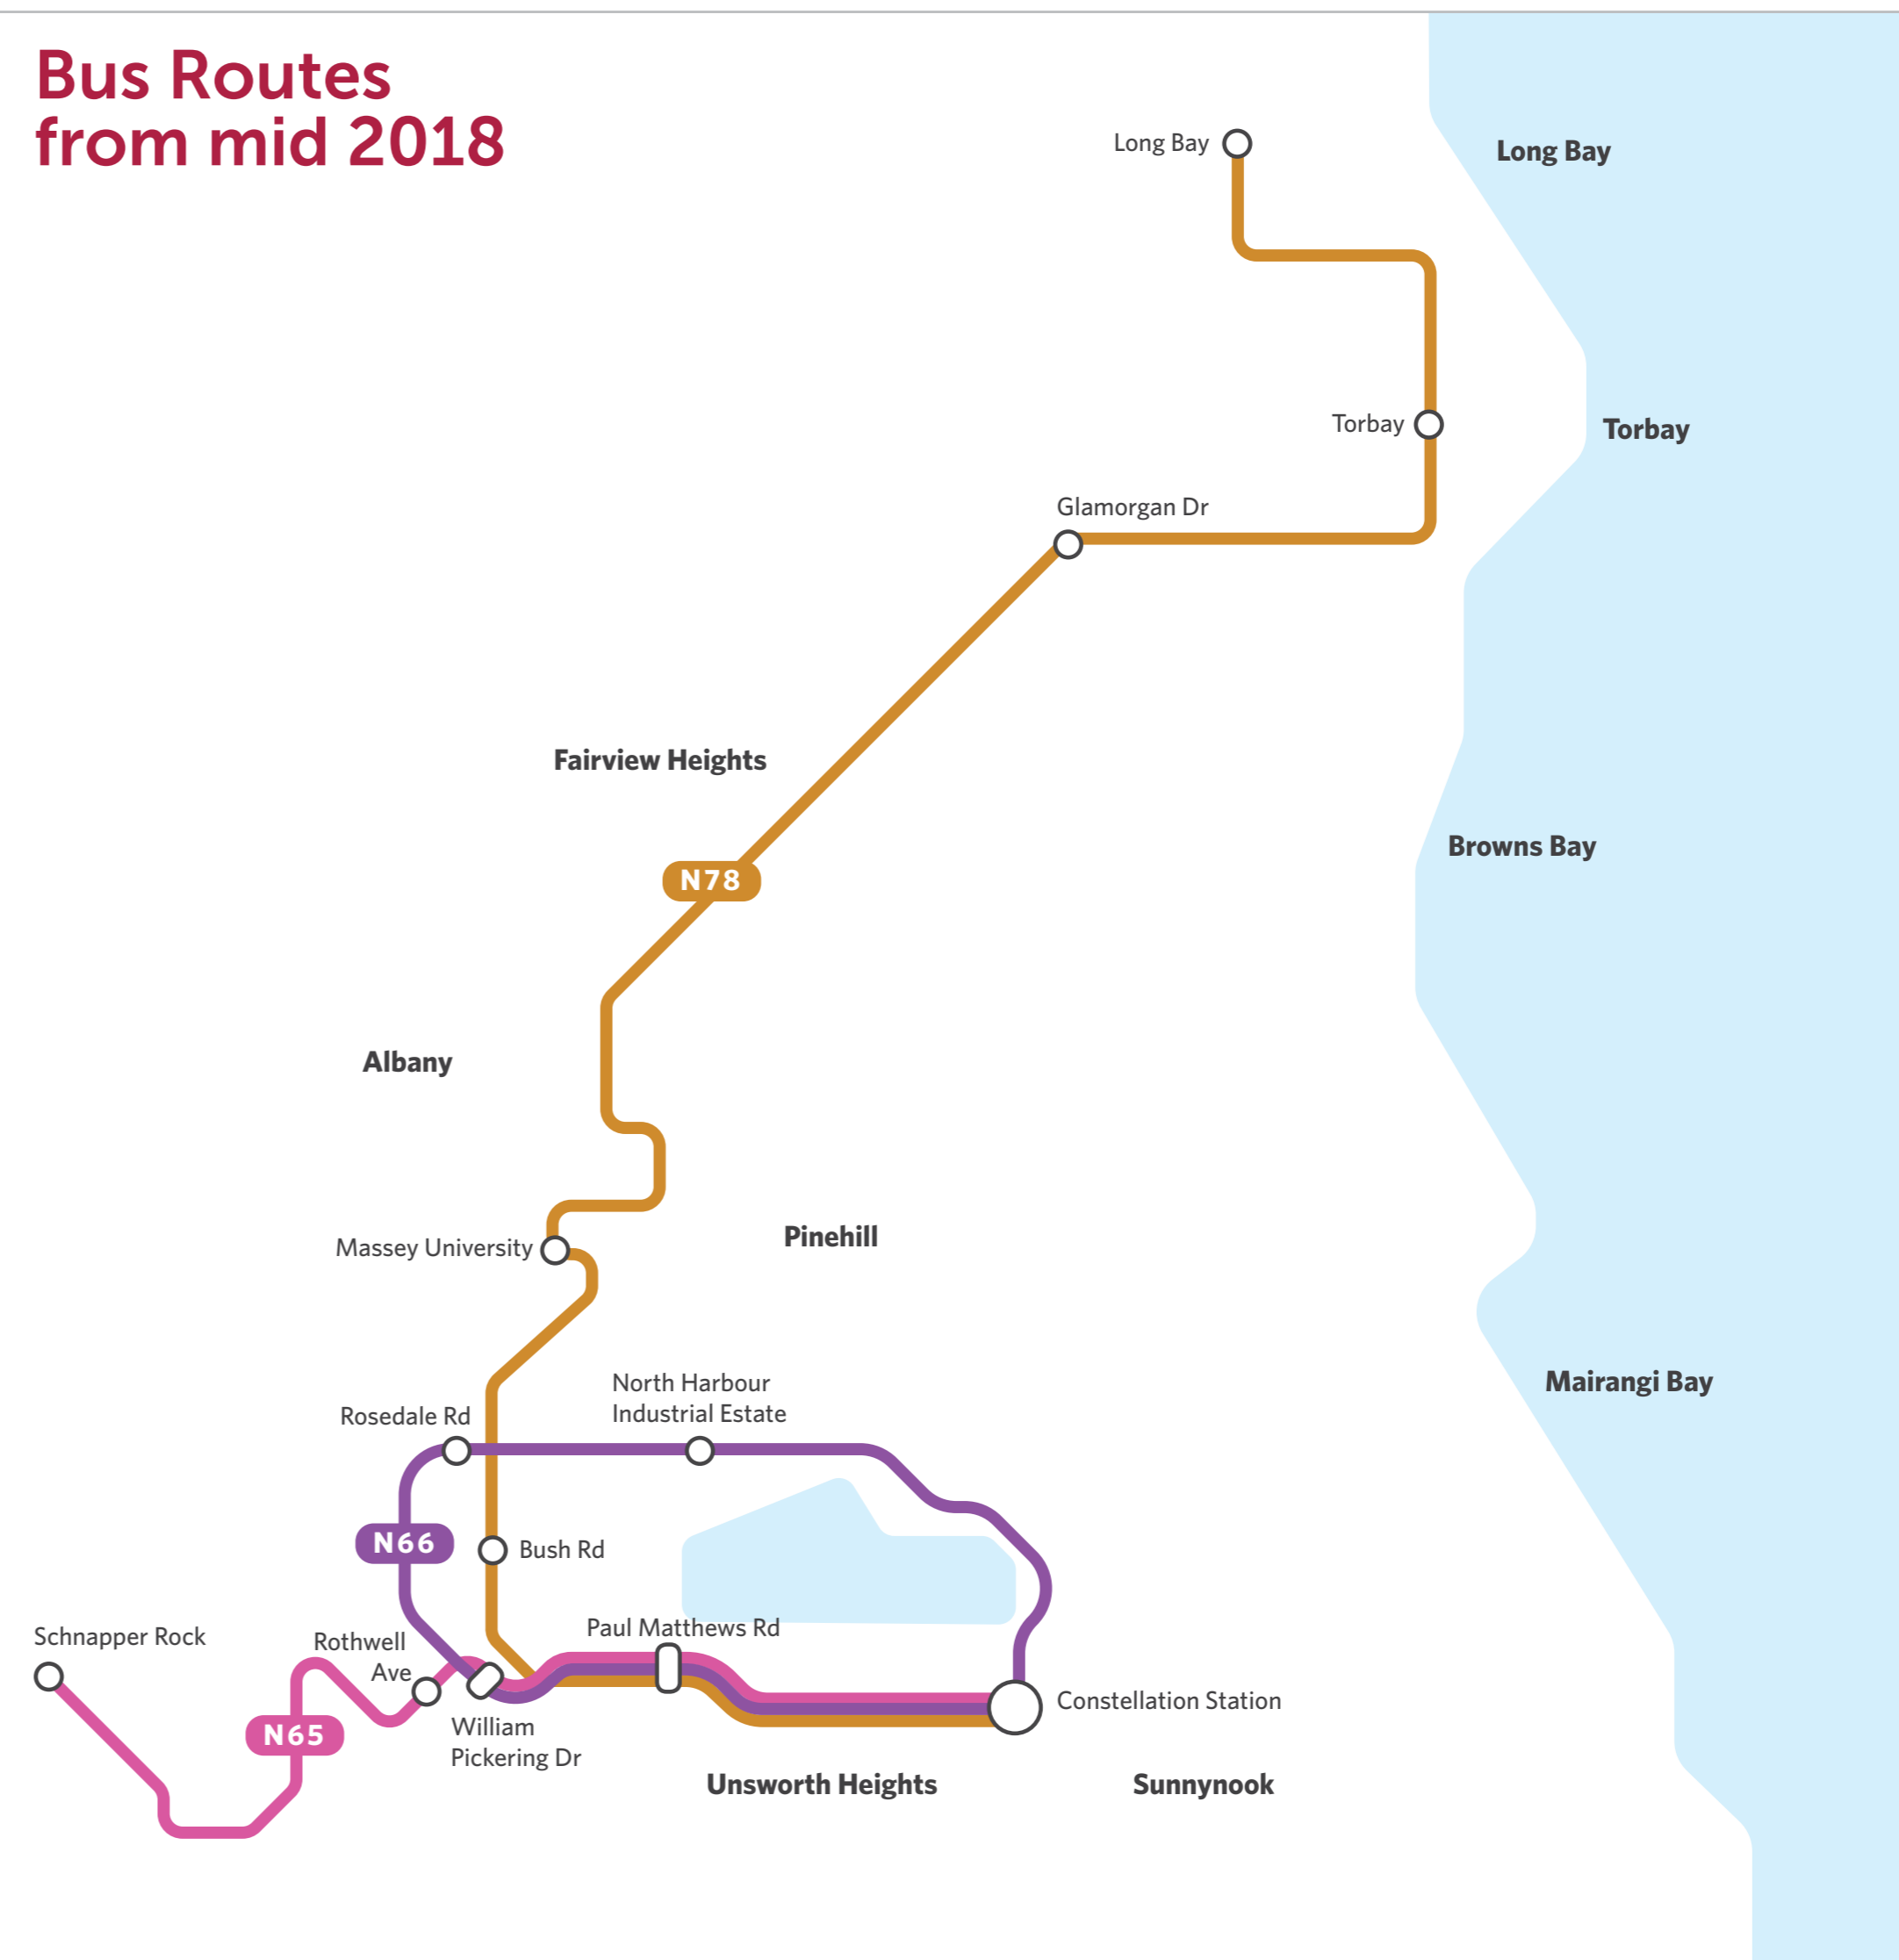 Bus Routes
from mid 2018
Long Bay
Long Bay
Torbay
Torbay
Glamorgan Dr
Fairview Heights
Browns Bay
N78
Albany
Massey University
Pinehill
Mairangi Bay
North Harbour
Industrial Estate
Rosedale Rd
N66
Bush Rd
Paul Matthews Rd
Schnapper Rock
Rothwell
Ave
N65
William
Pickering Dr
Constellation Station
Unsworth Heights
Sunnynook